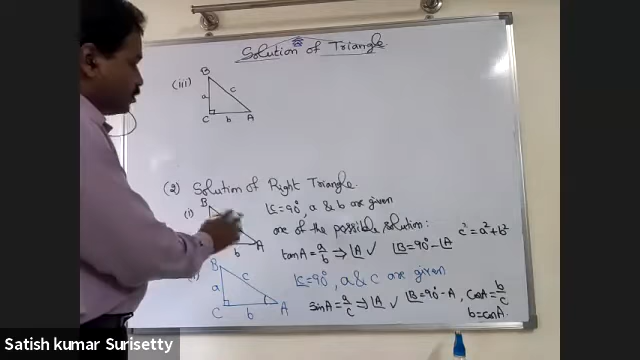 Solution of Triangle
(iii)
B
a c
C b A
(2) Solution of Right Triangle.
(i) B
∠C=90°, a & b are given
one of the possible solution: c²=a²+b²
b A
tanA=a/b ⇒ ∠A ✓ ∠B=90°-∠A
B c
a
C b A
∠C=90°, a & c are given
sinA=a/c ⇒ ∠A ✓ ∠B=90°-A, cosA=b/c
b=cosA.
Satish kumar Surisetty